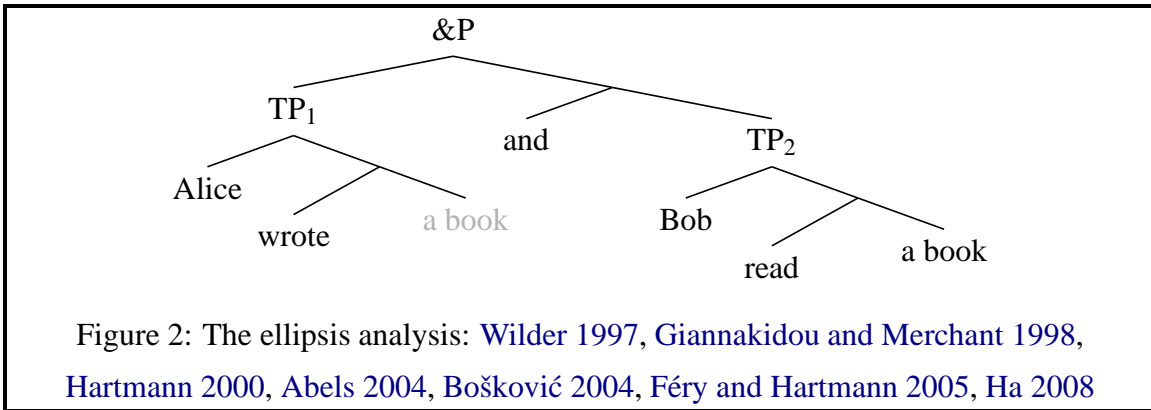 &P
TP1
and
TP2
Alice
wrote
a book
Bob
read
a book
Figure 2: The ellipsis analysis: Wilder 1997, Giannakidou and Merchant 1998,
Hartmann 2000, Abels 2004, Bošković 2004, Féry and Hartmann 2005, Ha 2008